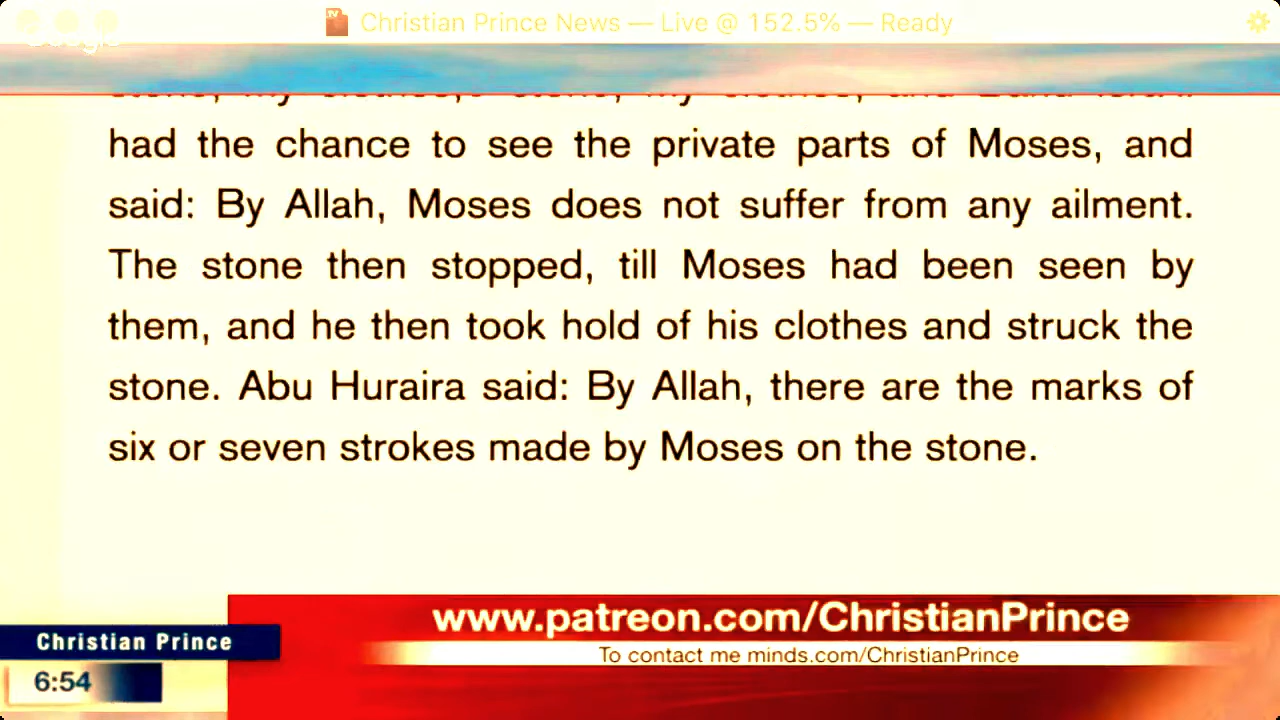 Christian Prince News — Live @ 152.5% — Ready
had the chance to see the private parts of Moses, and
said: By Allah, Moses does not suffer from any ailment.
The stone then stopped, till Moses had been seen by
them, and he then took hold of his clothes and struck the
stone. Abu Huraira said: By Allah, there are the marks of
six or seven strokes made by Moses on the stone.
www.patreon.com/ChristianPrince
To contact me minds.com/ChristianPrince
Christian Prince
6:54